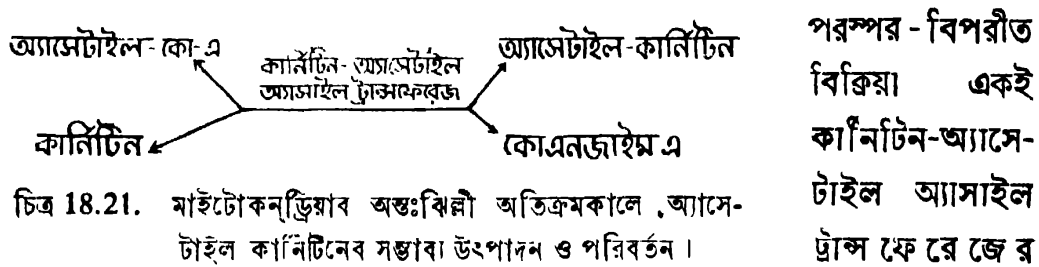 অ্যাসেটাইল-কো-এ
অ্যাসেটাইল-কার্নিটিন
কার্নিটিন-অ্যাসেটাইল
অ্যাসাইল ট্রান্সফেরেজ
কার্নিটিন
কোএনজাইম এ
চিত্র 18.21. মাইটোকন্ড্রিয়াব অন্তঃঝিল্লী অতিক্রমকালে অ্যাসে-
টাইল কার্নিটিনেব সম্ভাবা উৎপাদন ও পরিবর্তন।
পরস্পর-বিপরীত
বিক্রিয়া একই
কার্নিটিন-অ্যাসে-
টাইল অ্যাসাইল
ট্রান্স ফে রে জে র